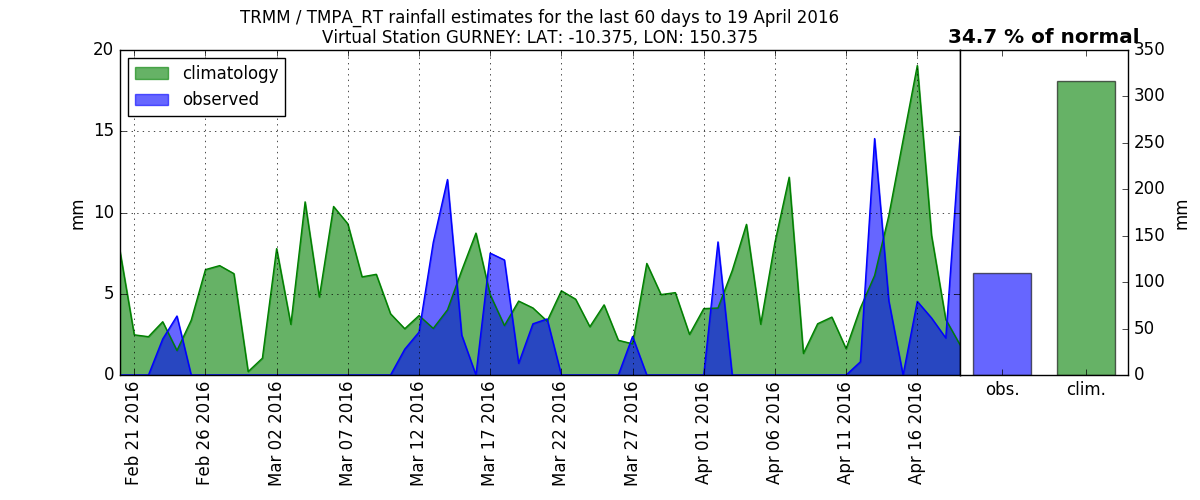 TRMM / TMPA_RT rainfall estimates for the last 60 days to 19 April 2016
Virtual Station GURNEY: LAT: -10.375, LON: 150.375
34.7 % of normal
climatology
observed
mm
20
15
10
5
0
Feb 21 2016
Feb 26 2016
Mar 02 2016
Mar 07 2016
Mar 12 2016
Mar 17 2016
Mar 22 2016
Mar 27 2016
Apr 01 2016
Apr 06 2016
Apr 11 2016
Apr 16 2016
350
300
250
200
150
100
50
0
mm
obs.
clim.